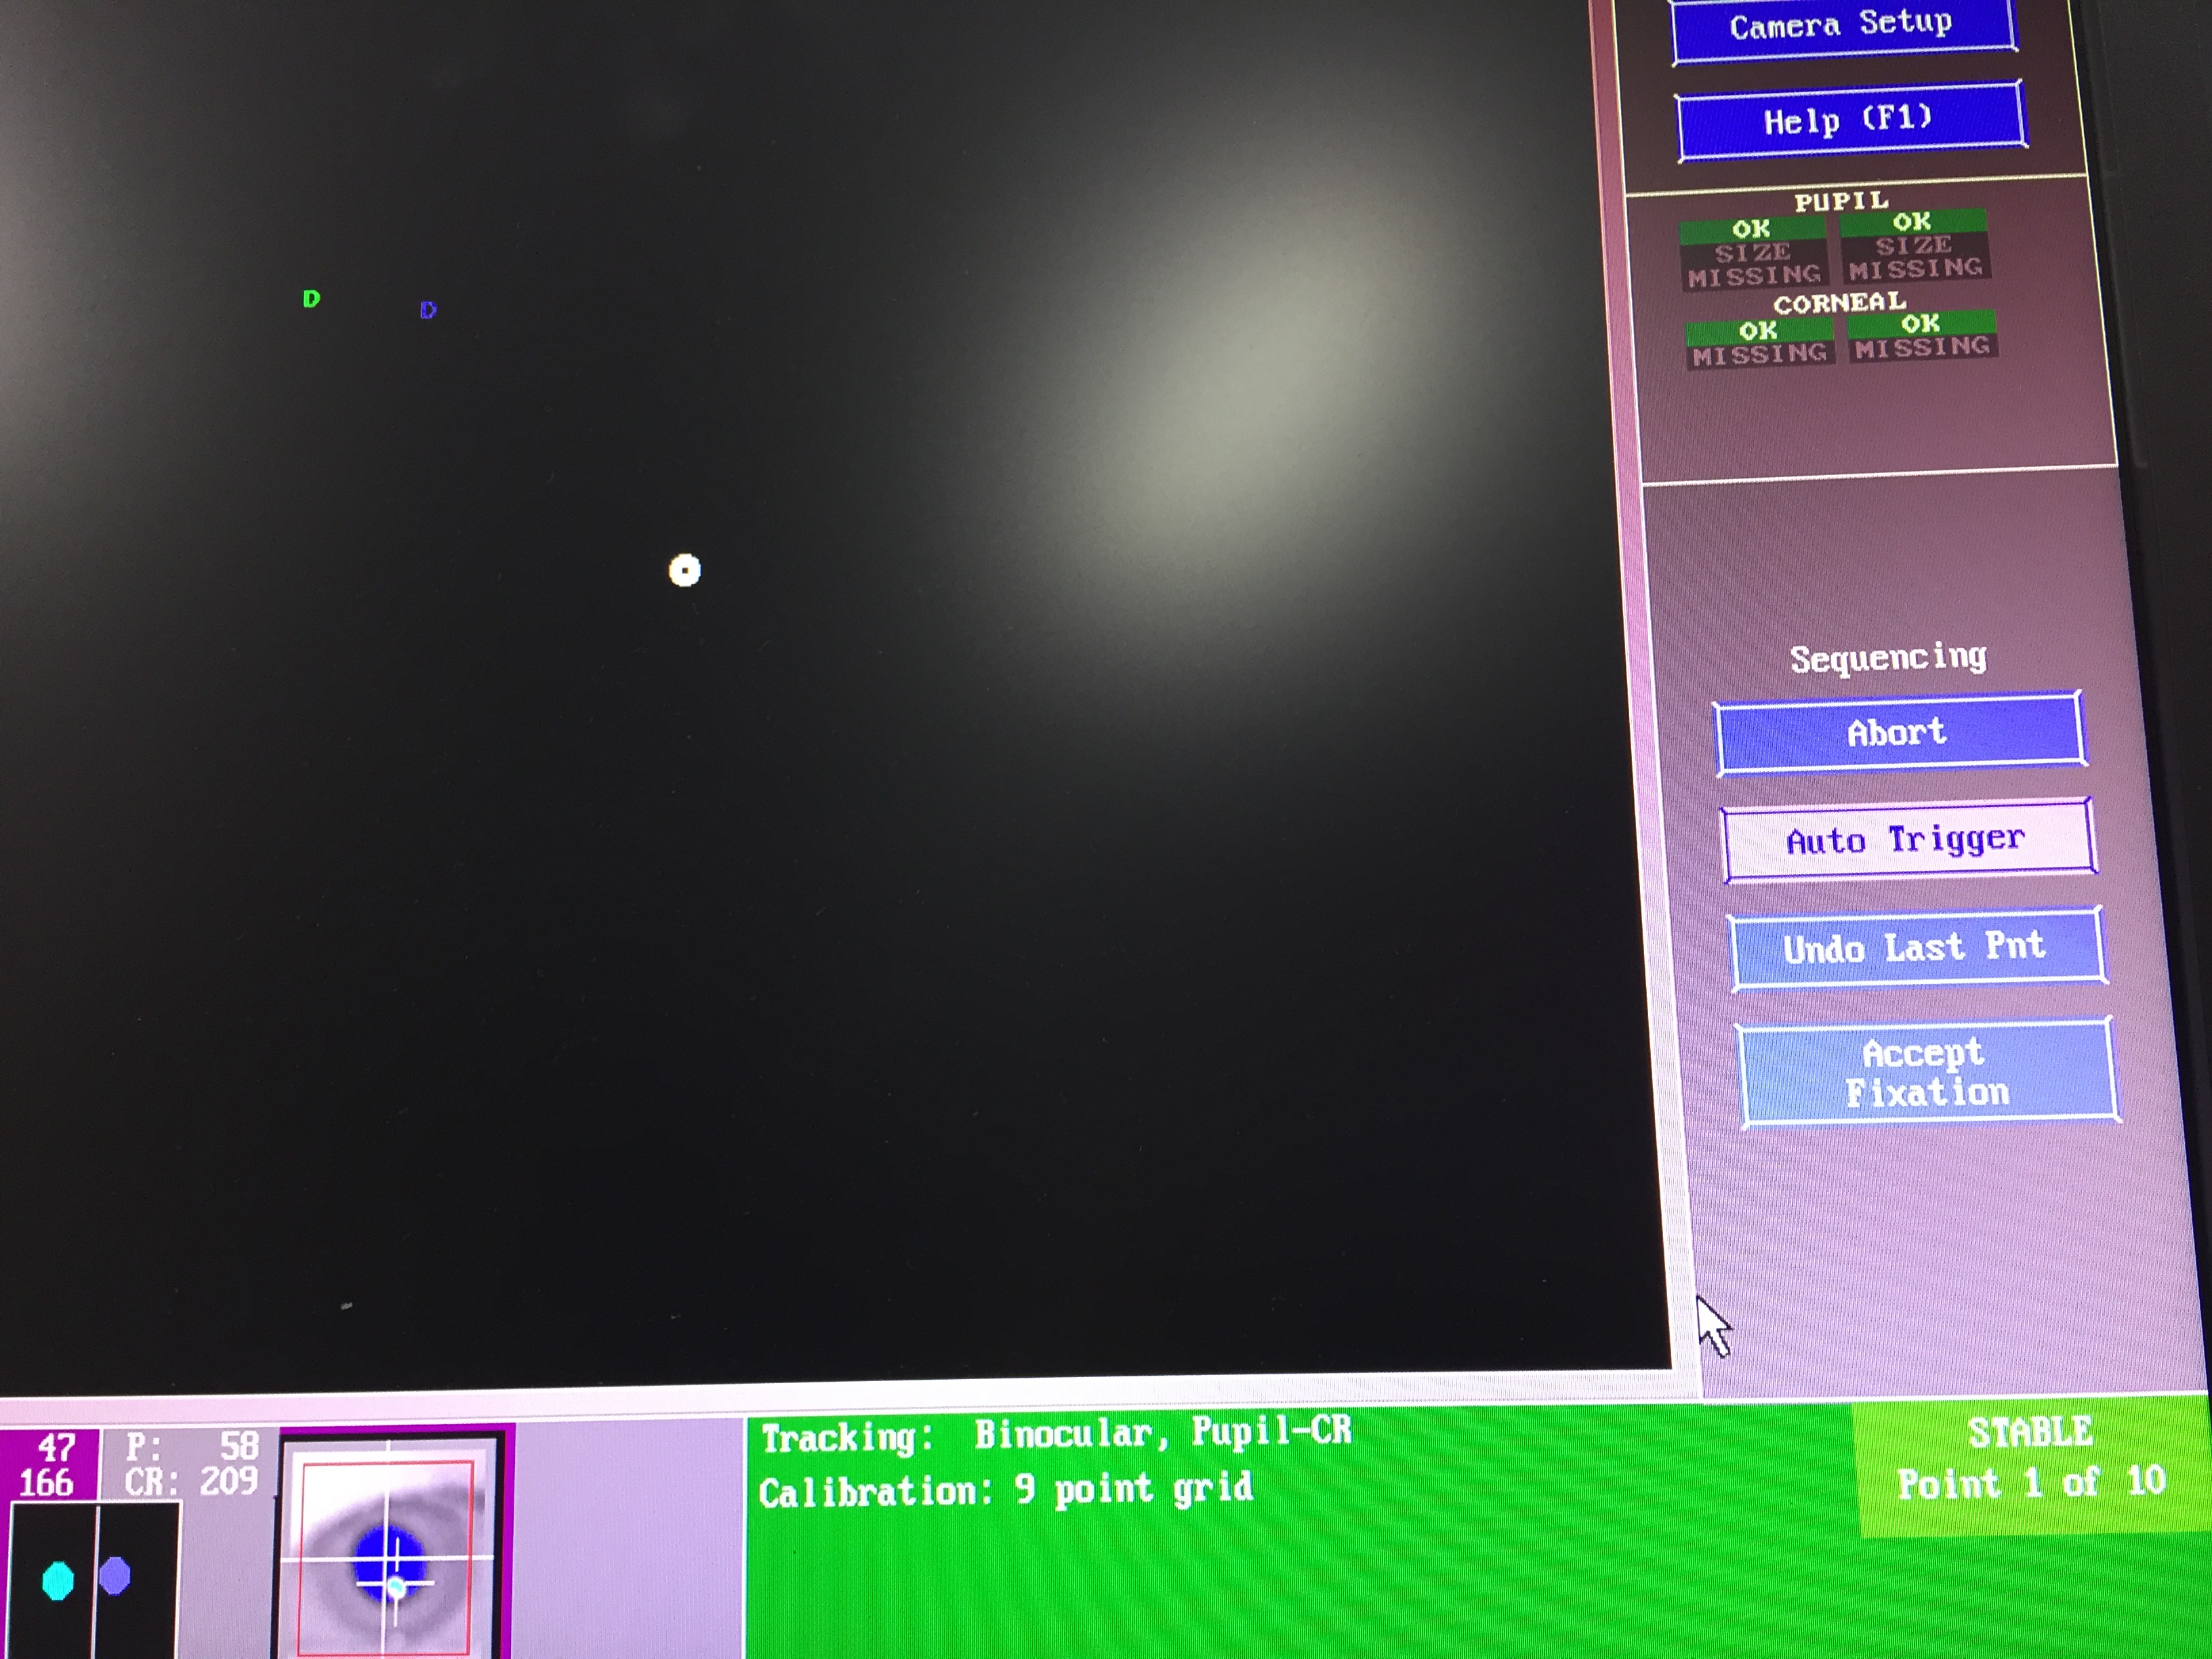 Camera Setup
Help (F1)
PUPIL
OK OK
SIZE SIZE
MISSING MISSING
CORNEAL
OK OK
MISSING MISSING
D D
Sequencing
Abort
Auto Trigger
Undo Last Pnt
Accept
Fixation
47 P: 58
166 CR: 209
Tracking: Binocular, Pupil-CR
Calibration: 9 point grid
STABLE
Point 1 of 10